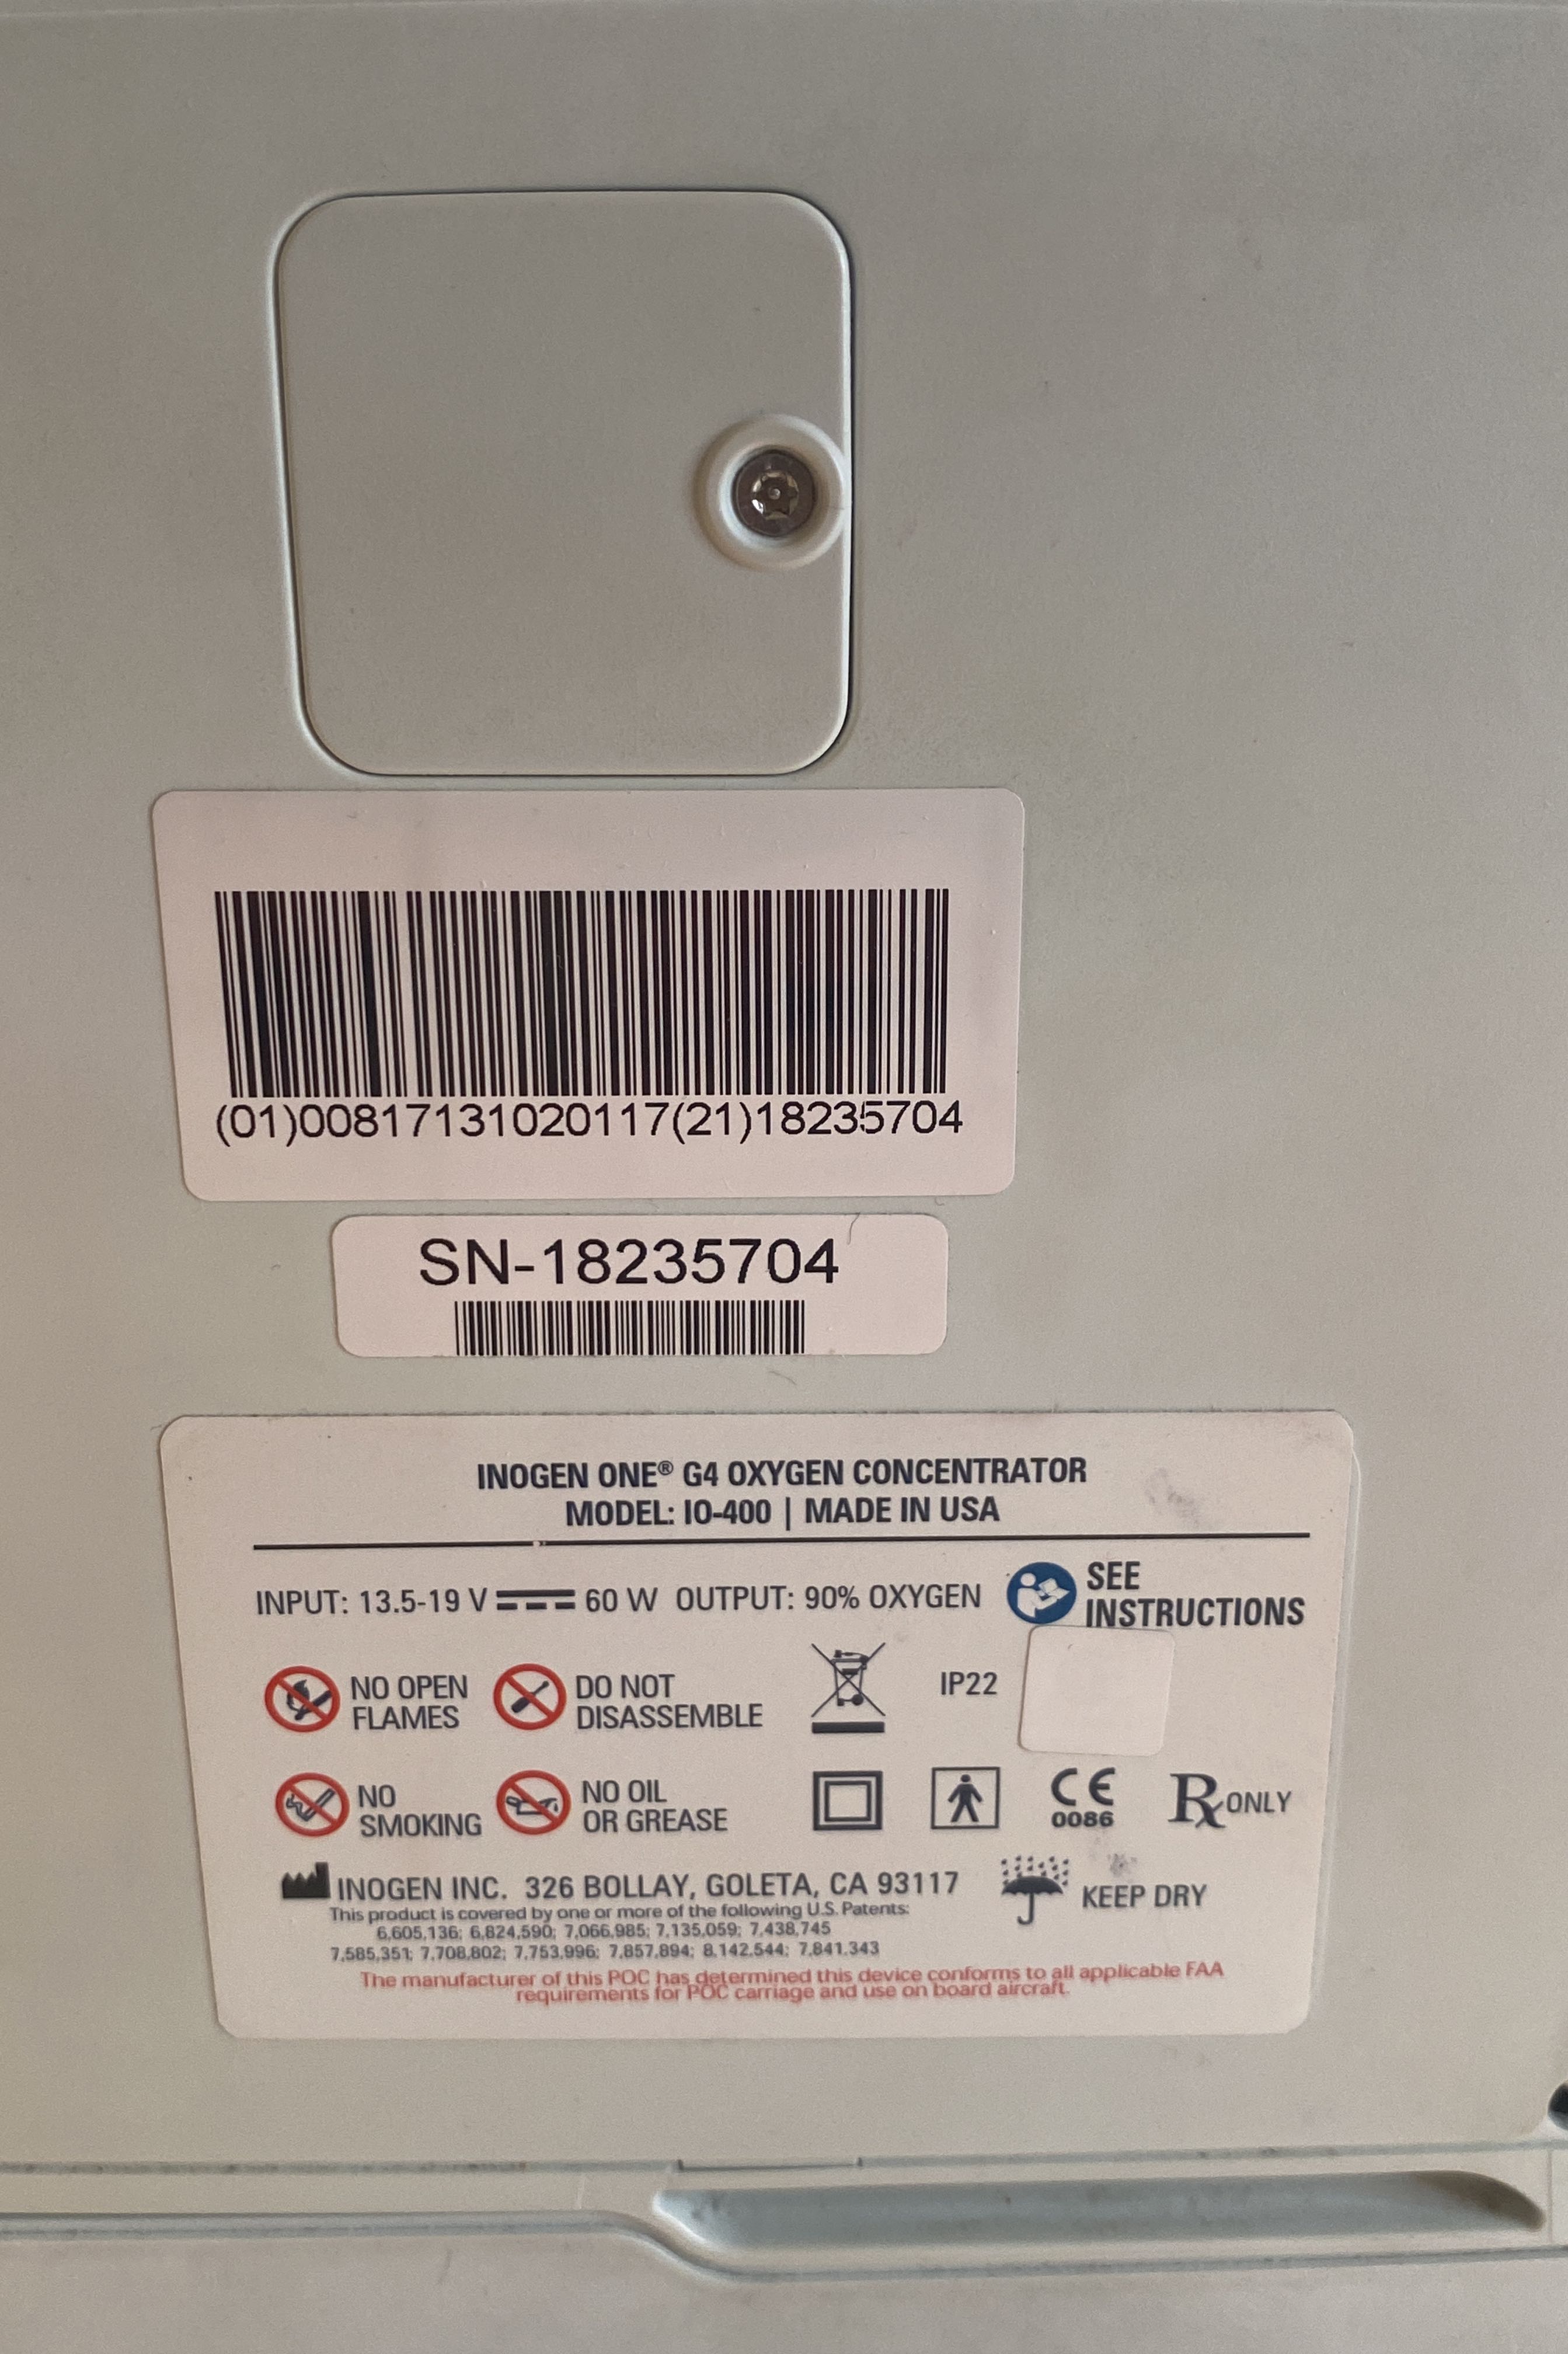 (01)00817131020117(21)18235704
SN-18235704
INOGEN ONE® G4 OXYGEN CONCENTRATOR
MODEL: IO-400 | MADE IN USA
INPUT: 13.5-19 V 60 W OUTPUT: 90% OXYGEN
SEE
INSTRUCTIONS
NO OPEN
FLAMES
DO NOT
DISASSEMBLE
IP22
NO
SMOKING
NO OIL
OR GREASE
CE
0086
Rx ONLY
INOGEN INC. 326 BOLLAY, GOLETA, CA 93117
KEEP DRY
This product is covered by one or more of the following U.S. Patents:
6,605,136; 6,824,590; 7,066,985; 7,135,059; 7,438,745
7,585,351; 7,708,802; 7,753,996; 7,857,894; 8,142,544; 7,841,343
The manufacturer of this POC has determined this device conforms to all applicable FAA
requirements for POC carriage and use on board aircraft.